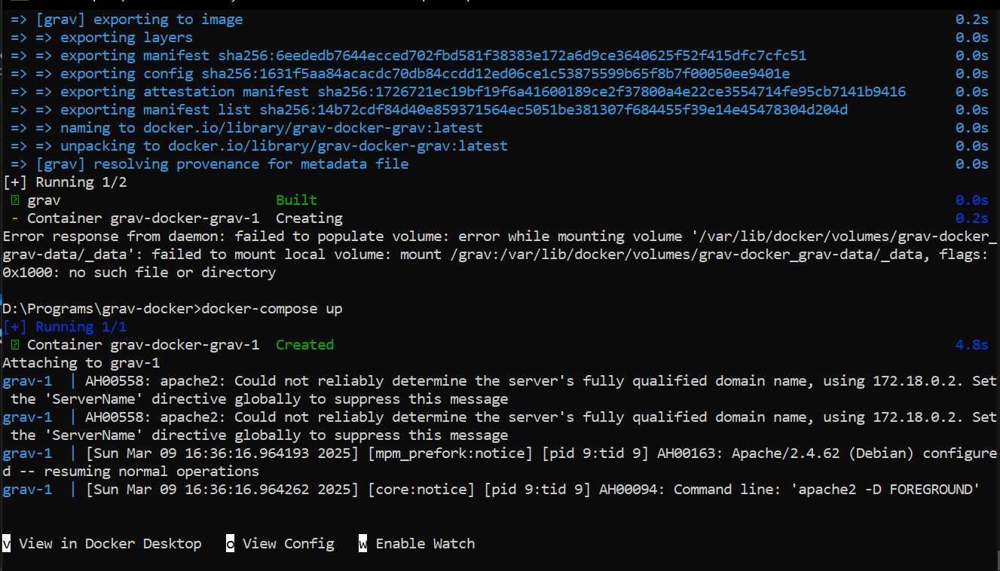 => [grav] exporting to image 0.2s
=> => exporting layers 0.0s
=> => exporting manifest sha256:6eededb7644ecced702fbd581f38383e172a6d9ce3640625f52f415dfc7cfc51 0.0s
=> => exporting config sha256:1631f5aa84acacdc70db84ccdd12ed06ce1c53875599b65f8b7f00050ee9401e 0.0s
=> => exporting attestation manifest sha256:1726721ec19bf19f6a41600189ce2f37800a4e22ce3554714fe95cb7141b9416 0.0s
=> => exporting manifest list sha256:14b72cdf84d40e859371564ec5051be381307f684455f39e14e45478304d204d 0.0s
=> => naming to docker.io/library/grav-docker-grav:latest 0.0s
=> => unpacking to docker.io/library/grav-docker-grav:latest 0.0s
=> [grav] resolving provenance for metadata file 0.0s
[+] Running 1/2
grav Built 0.0s
- Container grav-docker-grav-1 Creating 0.2s
Error response from daemon: failed to populate volume: error while mounting volume '/var/lib/docker/volumes/grav-docker_
grav-data/_data': failed to mount local volume: mount /grav:/var/lib/docker/volumes/grav-docker_grav-data/_data, flags:
0x1000: no such file or directory
D:\Programs\grav-docker>docker-compose up
[+] Running 1/1
Container grav-docker-grav-1 Created 4.8s
Attaching to grav-1
grav-1 | AH00558: apache2: Could not reliably determine the server's fully qualified domain name, using 172.18.0.2. Set
the 'ServerName' directive globally to suppress this message
grav-1 | AH00558: apache2: Could not reliably determine the server's fully qualified domain name, using 172.18.0.2. Set
the 'ServerName' directive globally to suppress this message
grav-1 | [Sun Mar 09 16:36:16.964193 2025] [mpm_prefork:notice] [pid 9:tid 9] AH00163: Apache/2.4.62 (Debian) configure
d -- resuming normal operations
grav-1 | [Sun Mar 09 16:36:16.964262 2025] [core:notice] [pid 9:tid 9] AH00094: Command line: 'apache2 -D FOREGROUND'
v View in Docker Desktop o View Config w Enable Watch